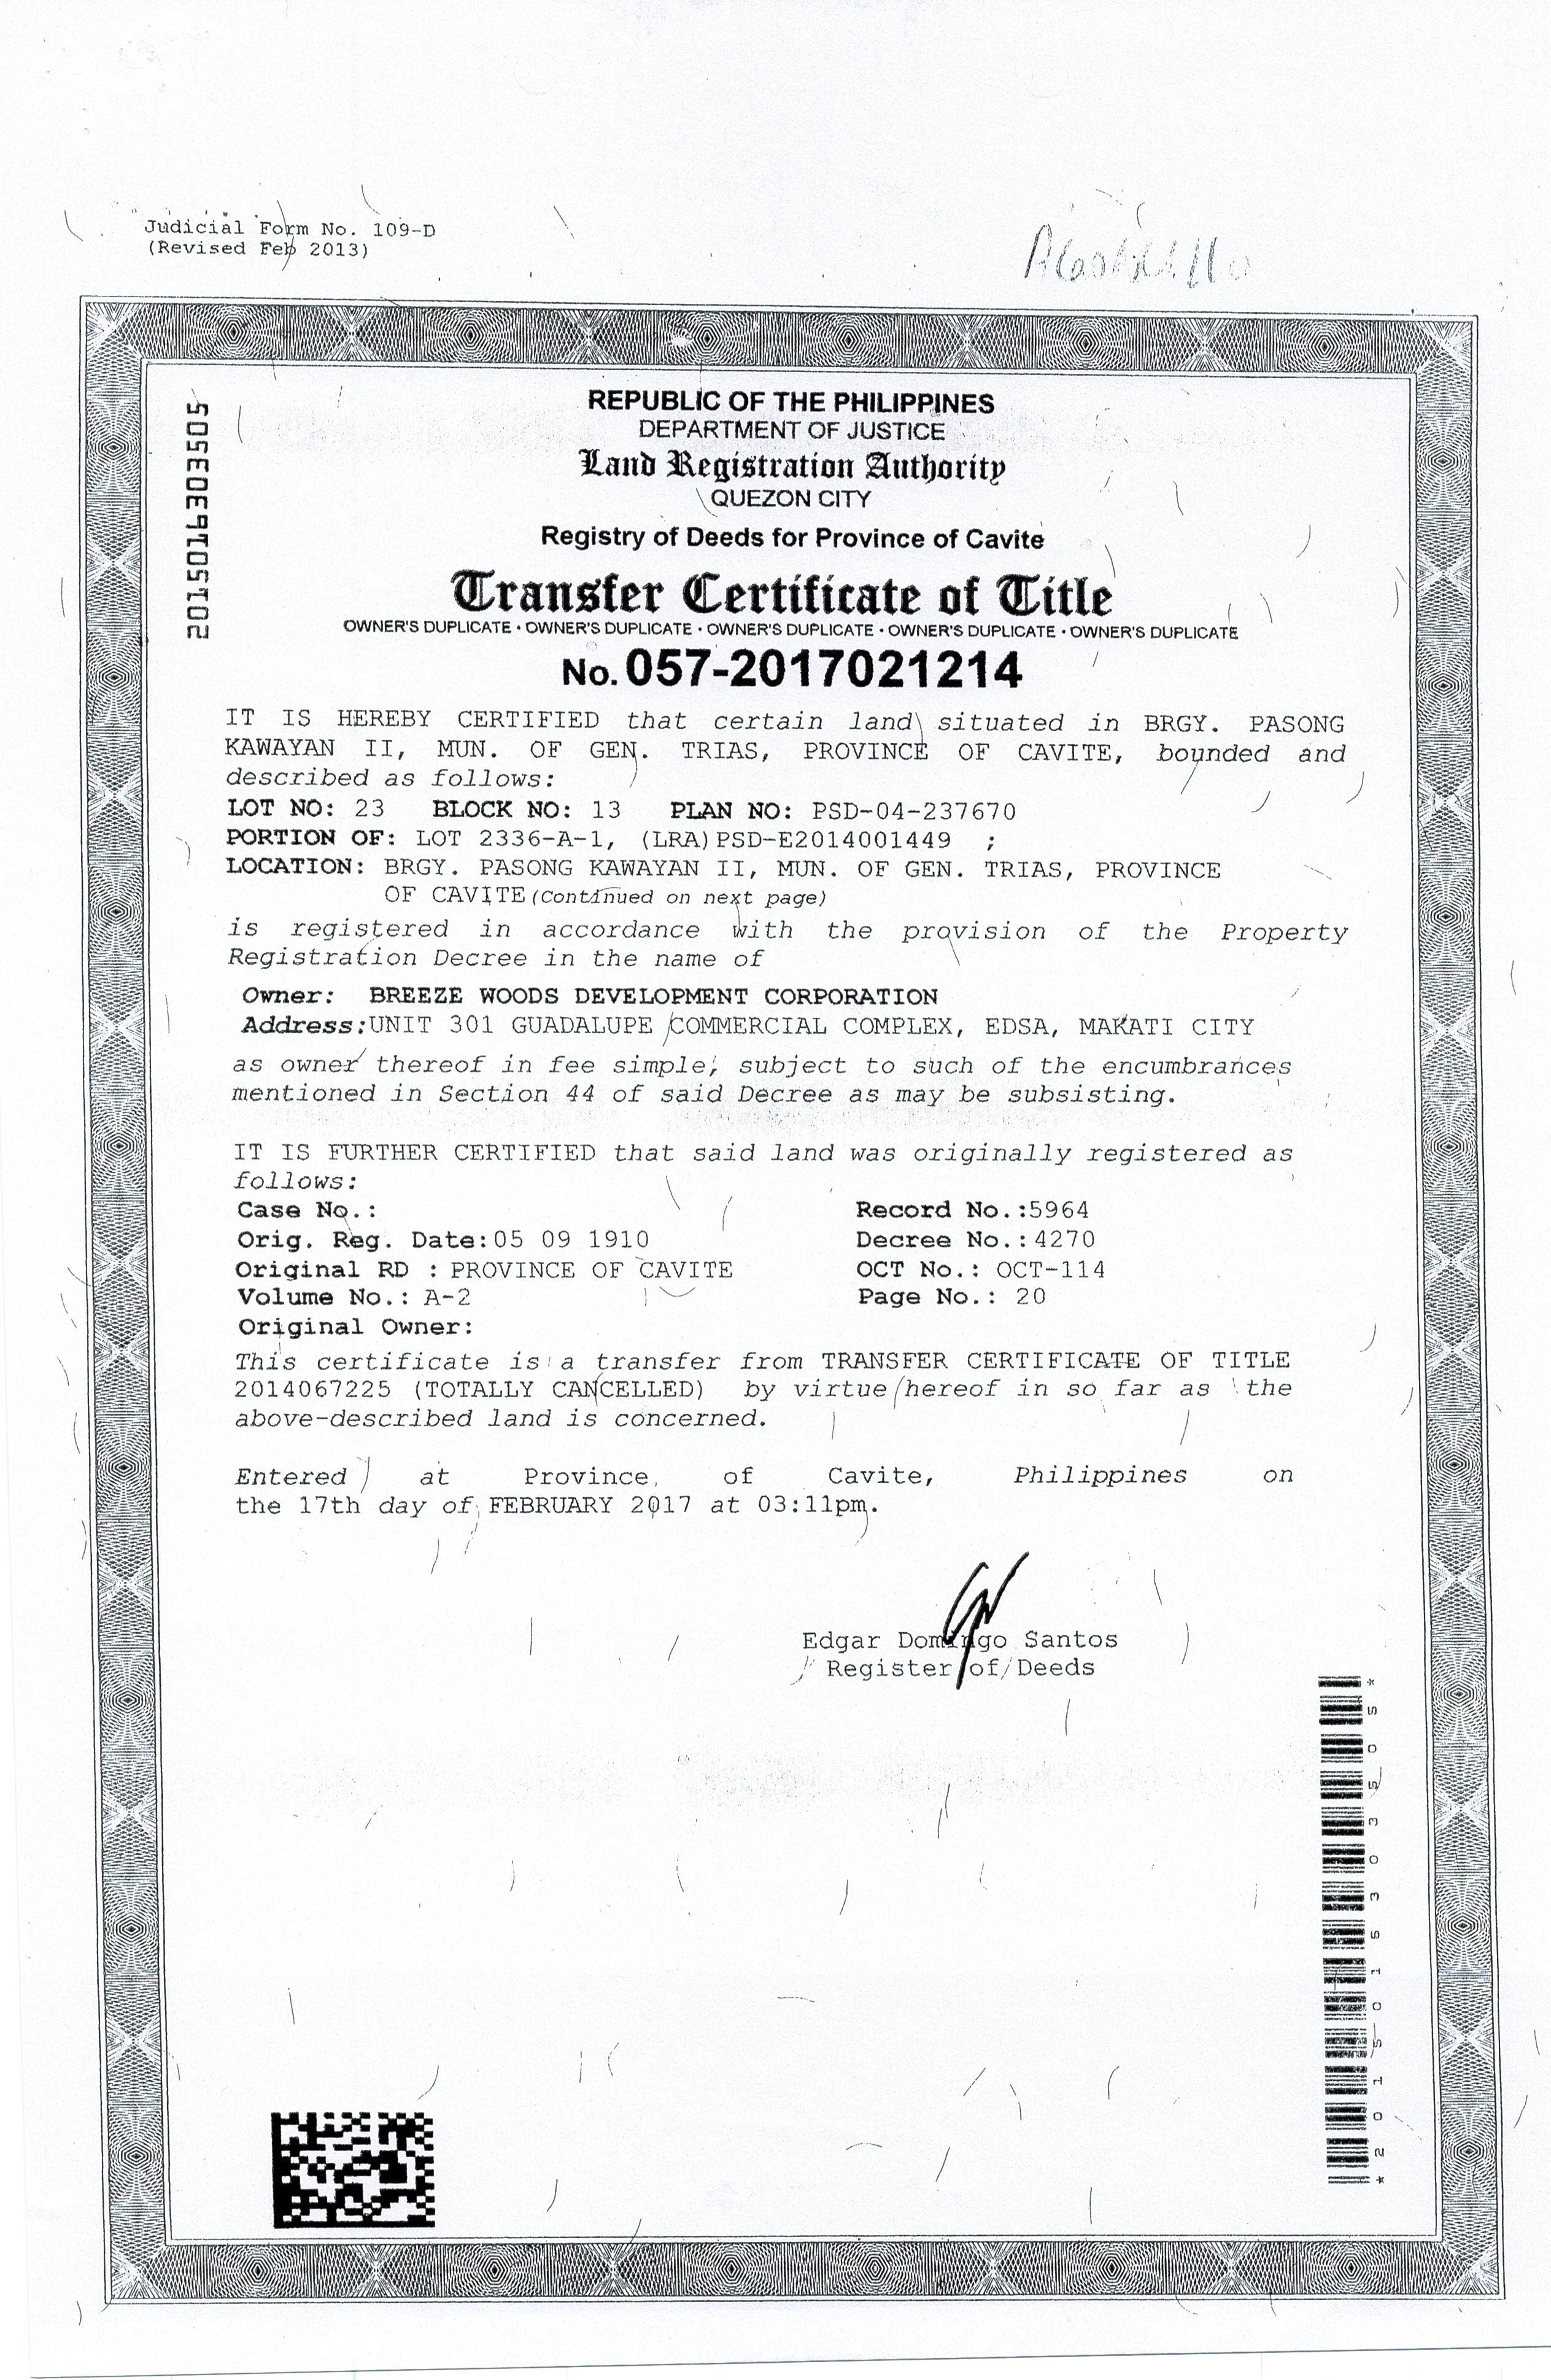 Judicial Form No. 109-D
(Revised Feb 2013)
2015016303505
REPUBLIC OF THE PHILIPPINES
DEPARTMENT OF JUSTICE
Land Registration Authority
QUEZON CITY
Registry of Deeds for Province of Cavite
Transfer Certificate of Title
OWNER'S DUPLICATE • OWNER'S DUPLICATE • OWNER'S DUPLICATE • OWNER'S DUPLICATE • OWNER'S DUPLICATE
No. 057-2017021214
IT IS HEREBY CERTIFIED that certain land situated in BRGY. PASONG
KAWAYAN II, MUN. OF GEN. TRIAS, PROVINCE OF CAVITE, bounded and
described as follows:
LOT NO: 23 BLOCK NO: 13 PLAN NO: PSD-04-237670
PORTION OF: LOT 2336-A-1, (LRA)PSD-E2014001449 ;
LOCATION: BRGY. PASONG KAWAYAN II, MUN. OF GEN. TRIAS, PROVINCE
OF CAVITE(Continued on next page)
is registered in accordance with the provision of the Property
Registration Decree in the name of
Owner: BREEZE WOODS DEVELOPMENT CORPORATION
Address:UNIT 301 GUADALUPE COMMERCIAL COMPLEX, EDSA, MAKATI CITY
as owner thereof in fee simple, subject to such of the encumbrances
mentioned in Section 44 of said Decree as may be subsisting.
IT IS FURTHER CERTIFIED that said land was originally registered as
follows:
Case No.: Record No.:5964
Orig. Reg. Date:05 09 1910 Decree No.:4270
Original RD : PROVINCE OF CAVITE OCT No.: OCT-114
Volume No.: A-2 Page No.: 20
Original Owner:
This certificate is a transfer from TRANSFER CERTIFICATE OF TITLE
2014067225 (TOTALLY CANCELLED) by virtue hereof in so far as the
above-described land is concerned.
Entered at Province of Cavite, Philippines on
the 17th day of FEBRUARY 2017 at 03:11pm.
Edgar Domingo Santos
Register of Deeds
*2015016303505*